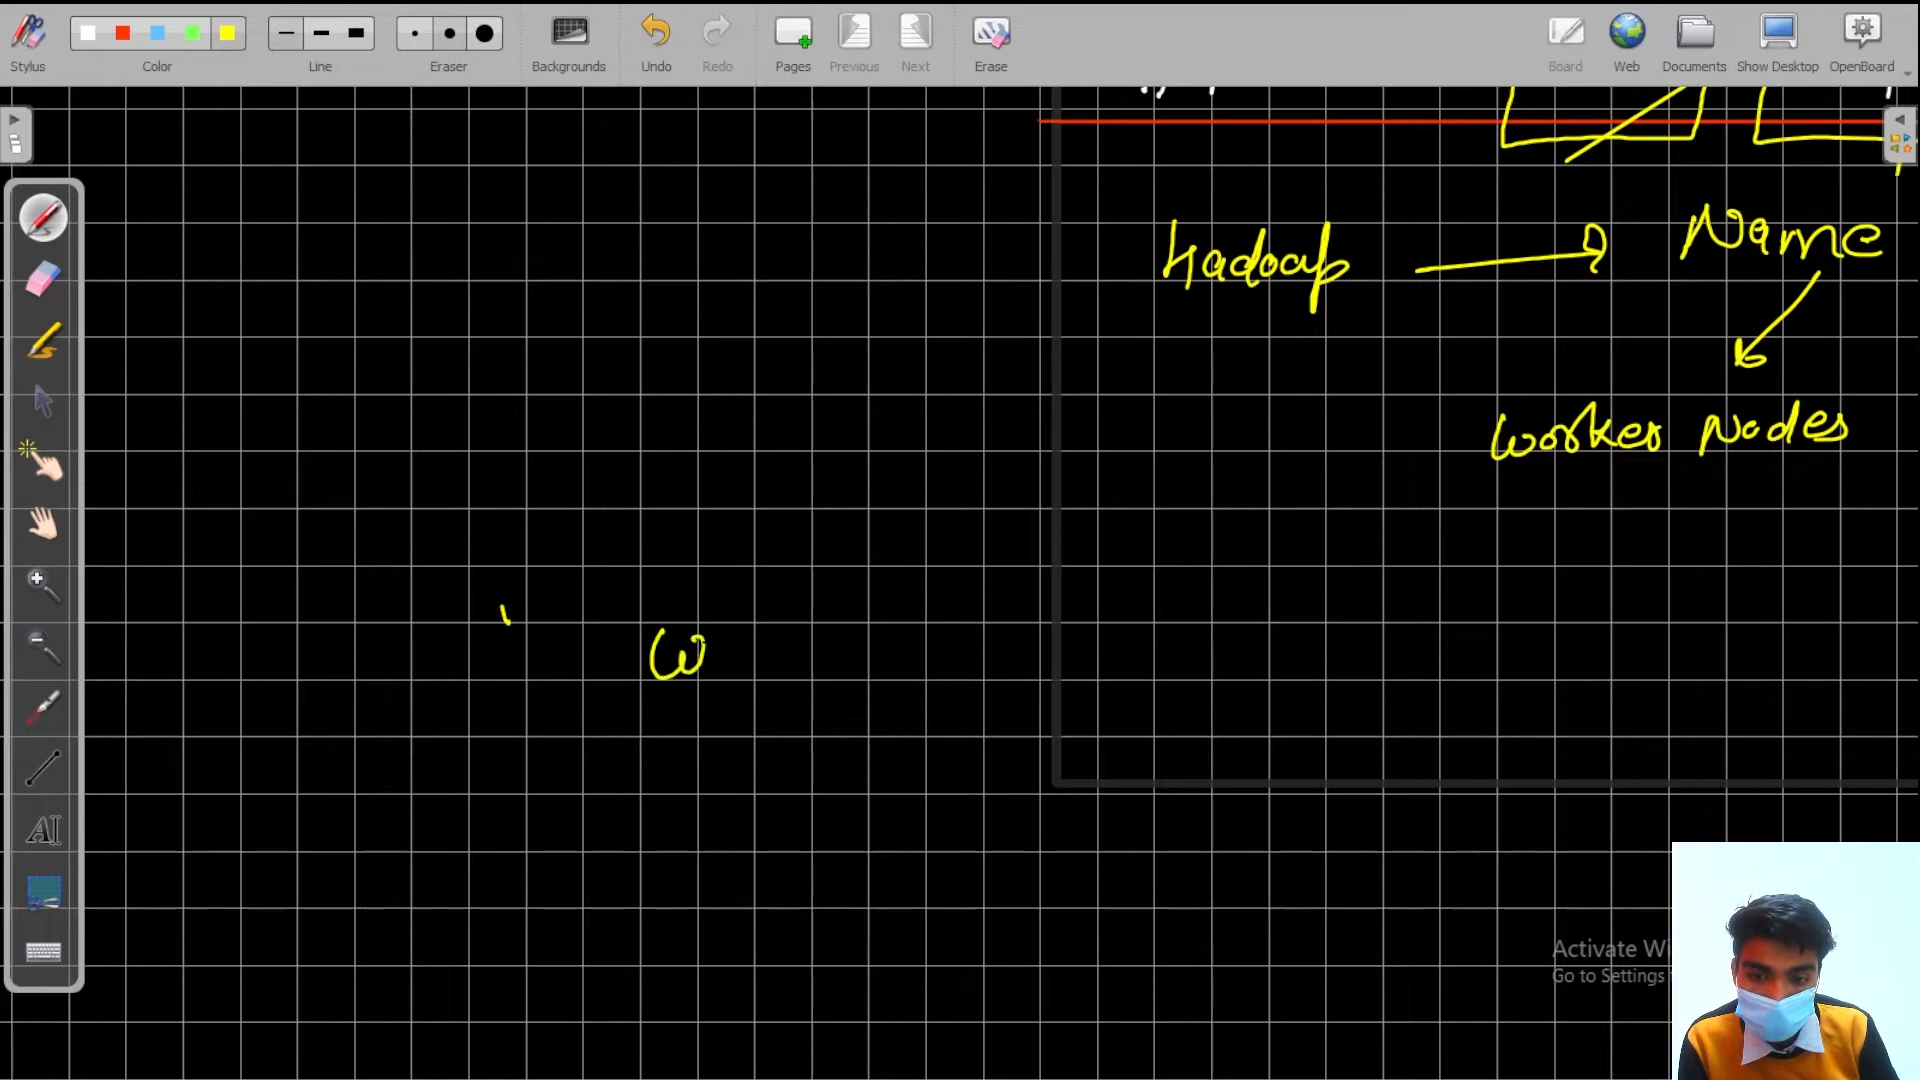 Stylus Color Line Eraser Backgrounds Undo Redo Pages Previous Next Erase Board Web Documents Show Desktop OpenBoard
Hadoop → Name
Worker Nodes
W
AI
Activate Wi
Go to Settings